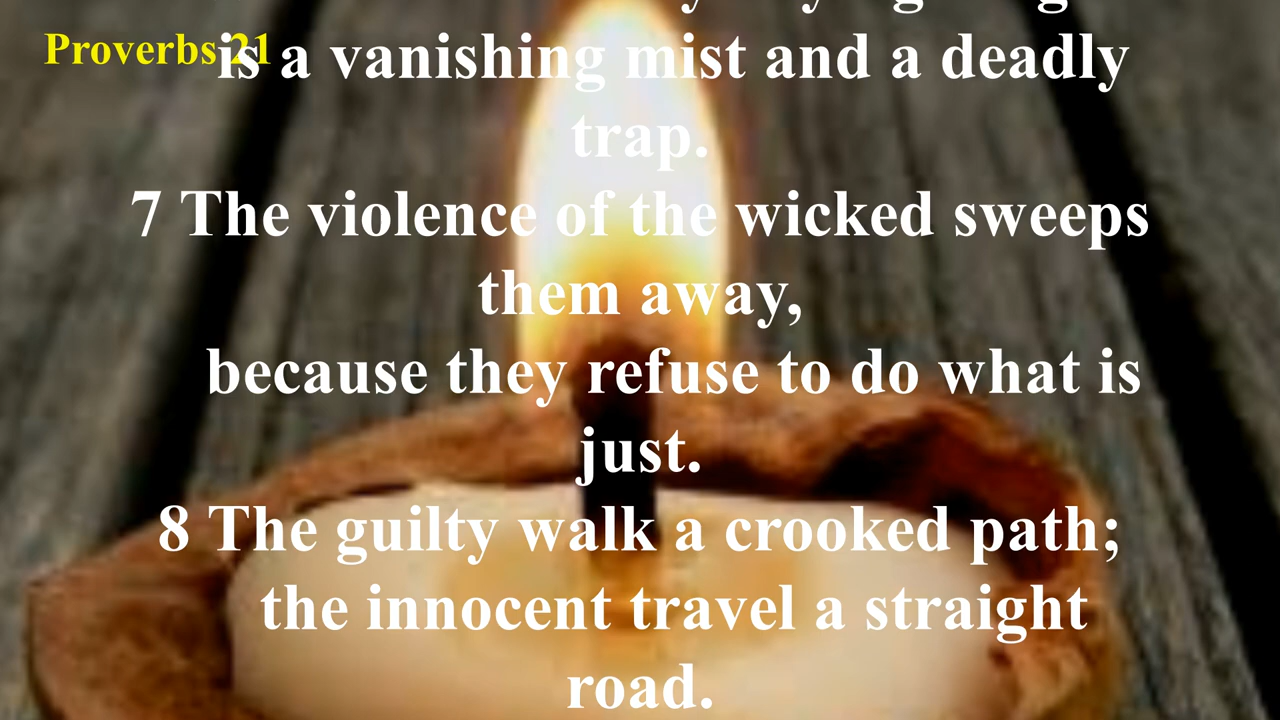 Proverbs 21
is a vanishing mist and a deadly
trap.
7 The violence of the wicked sweeps
them away,
because they refuse to do what is
just.
8 The guilty walk a crooked path;
the innocent travel a straight
road.